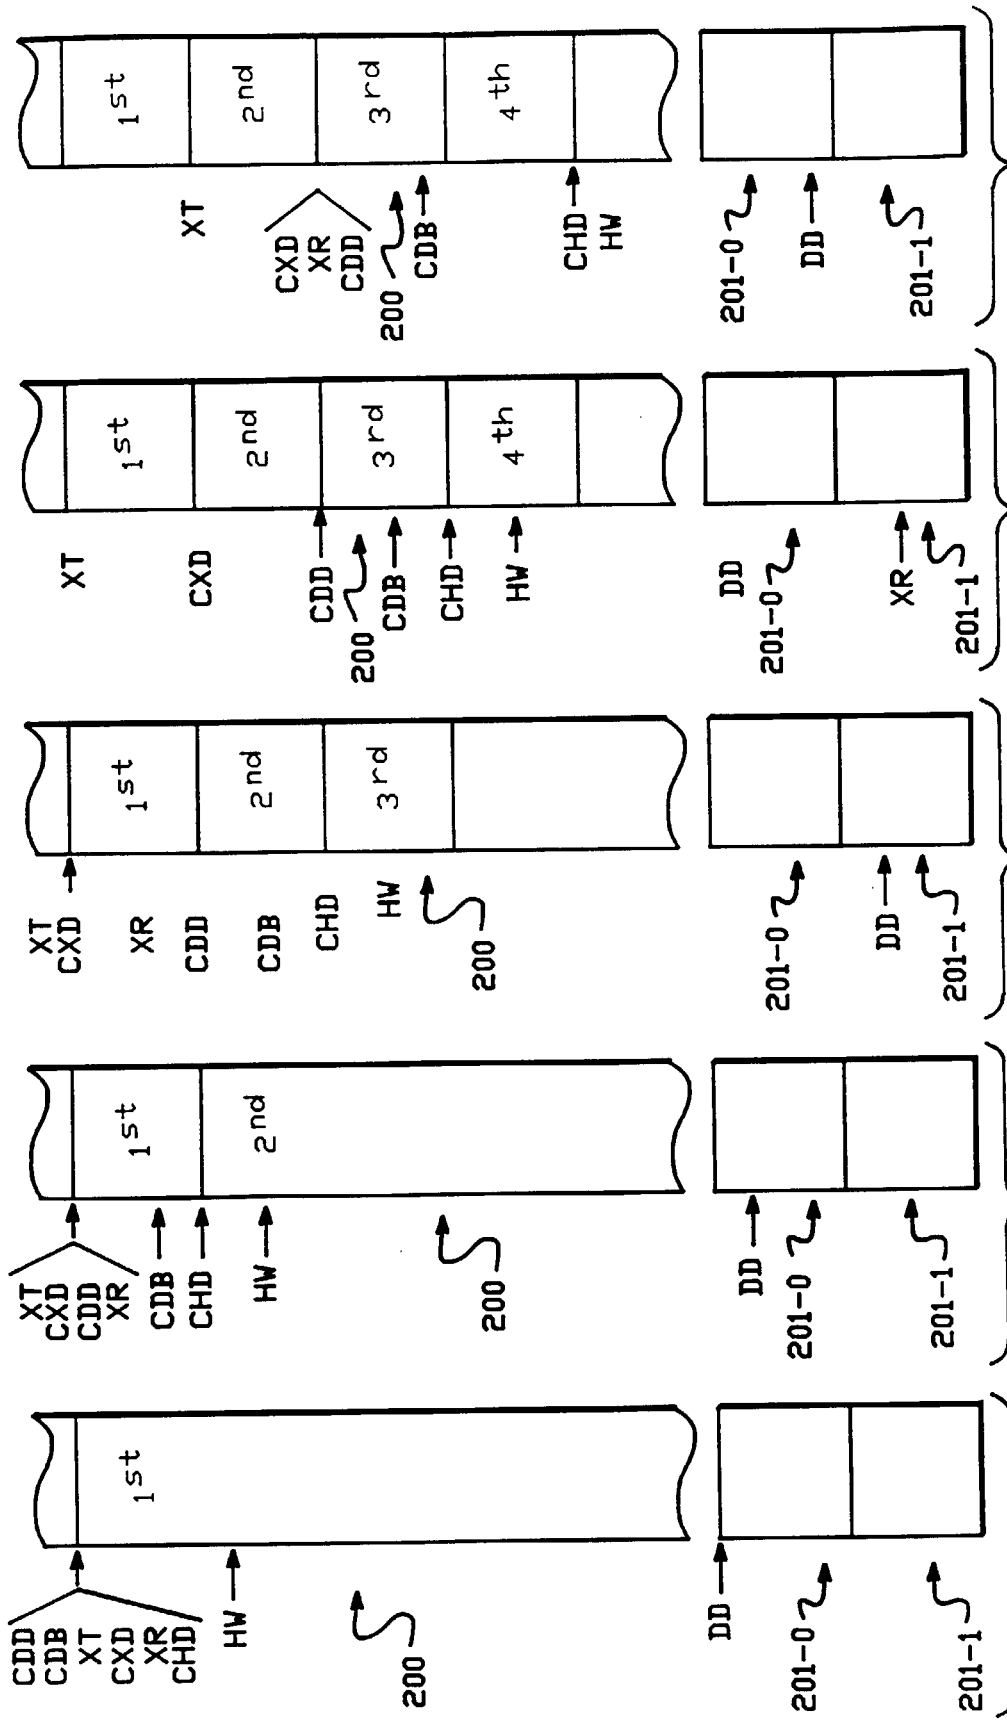 XT
CXD
XR
CDD
200
CDB
CHD
HW
1st
2nd
3rd
4th
201-0
DD
201-1
XT
CXD
CDD
200
CDB
CHD
HW
1st
2nd
3rd
4th
DD
201-0
XR
201-1
XT
CXD
XR
CDD
CDB
CHD
HW
200
1st
2nd
3rd
201-0
DD
201-1
XT
CXD
CDD
XR
CDB
CHD
HW
200
1st
2nd
DD
201-0
201-1
CDD
CDB
XT
CXD
XR
CHD
HW
200
1st
DD
201-0
201-1